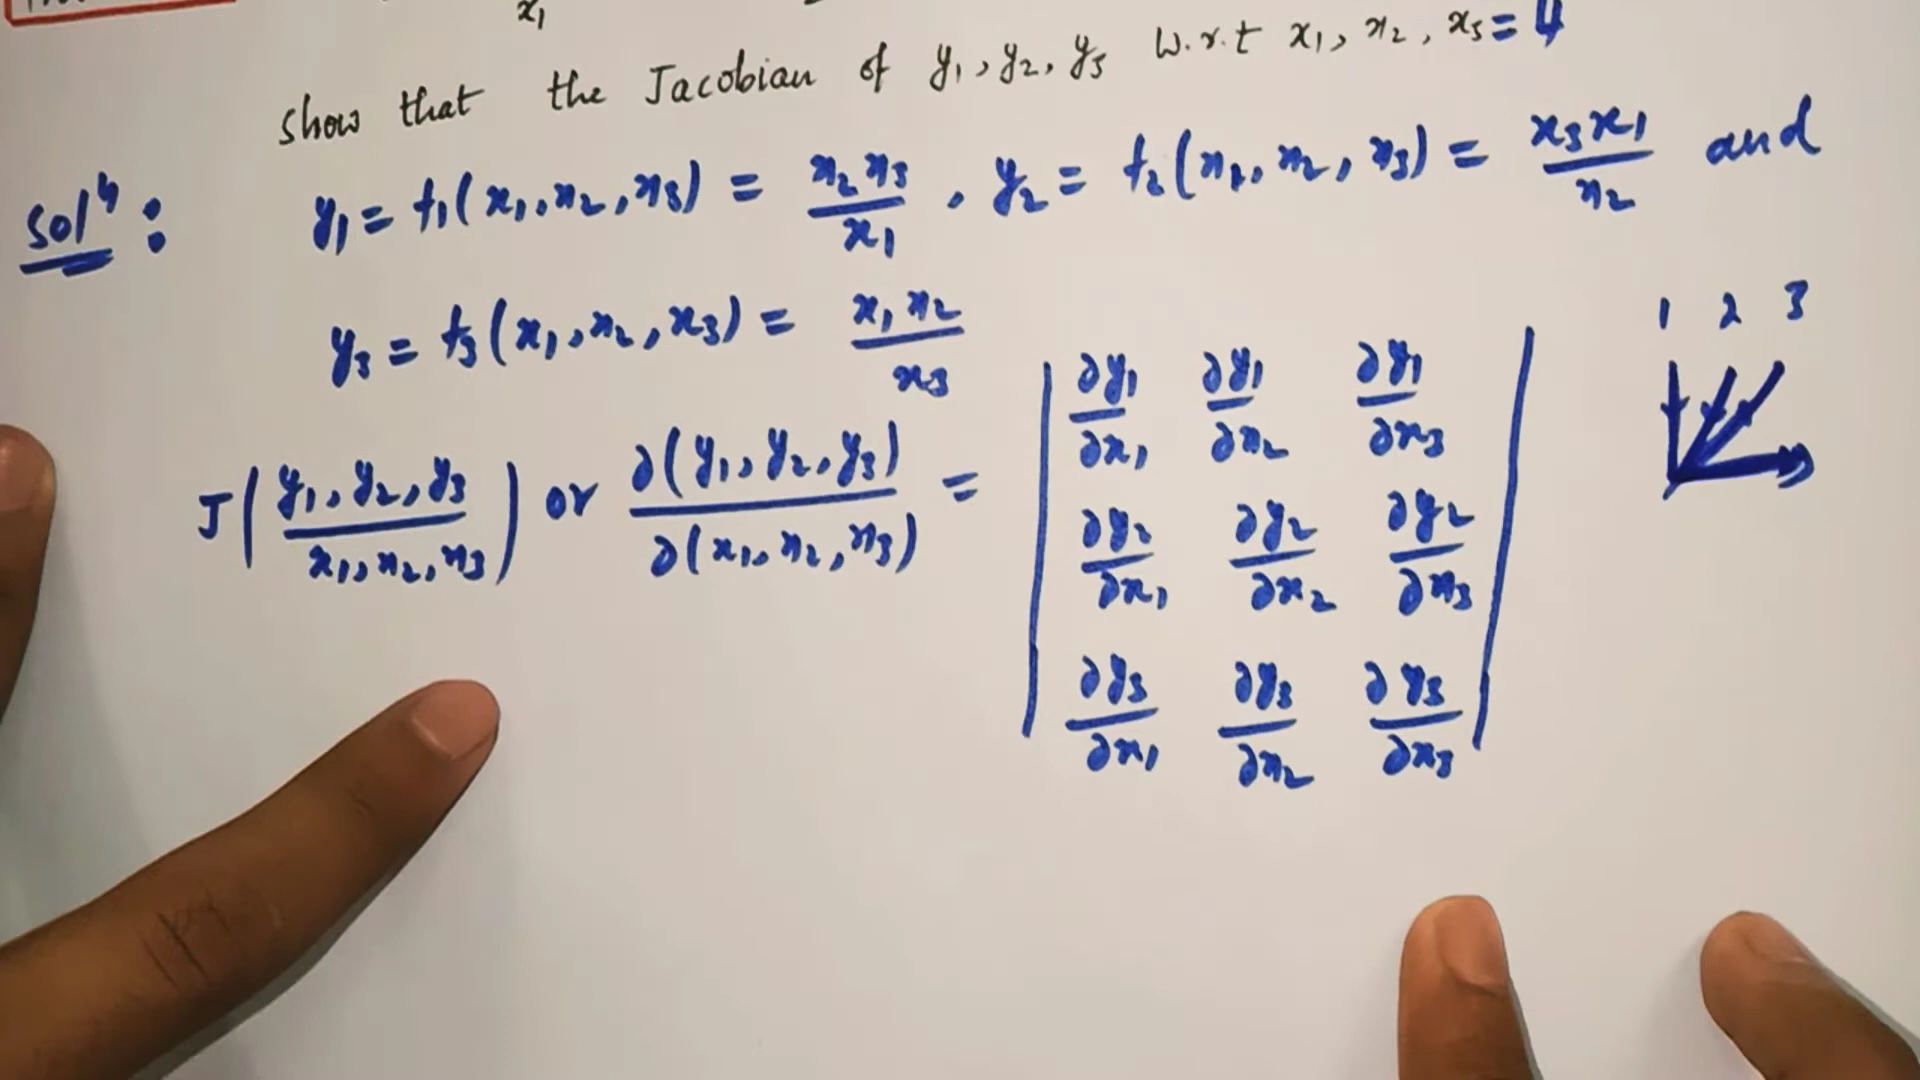 x₁
show that the Jacobian of y₁, y₂, y₃ w.r.t x₁, x₂, x₃ = 4
solⁿ : y₁ = f₁(x₁, x₂, x₃) = x₂x₃/x₁ , y₂ = f₂(x₁, x₂, x₃) = x₃x₁/x₂ and
y₃ = f₃(x₁, x₂, x₃) = x₁x₂/x₃
1 2 3
J(y₁, y₂, y₃ / x₁, x₂, x₃) or ∂(y₁, y₂, y₃)/∂(x₁, x₂, x₃) =
| ∂y₁/∂x₁ ∂y₁/∂x₂ ∂y₁/∂x₃ |
| ∂y₂/∂x₁ ∂y₂/∂x₂ ∂y₂/∂x₃ |
| ∂y₃/∂x₁ ∂y₃/∂x₂ ∂y₃/∂x₃ |